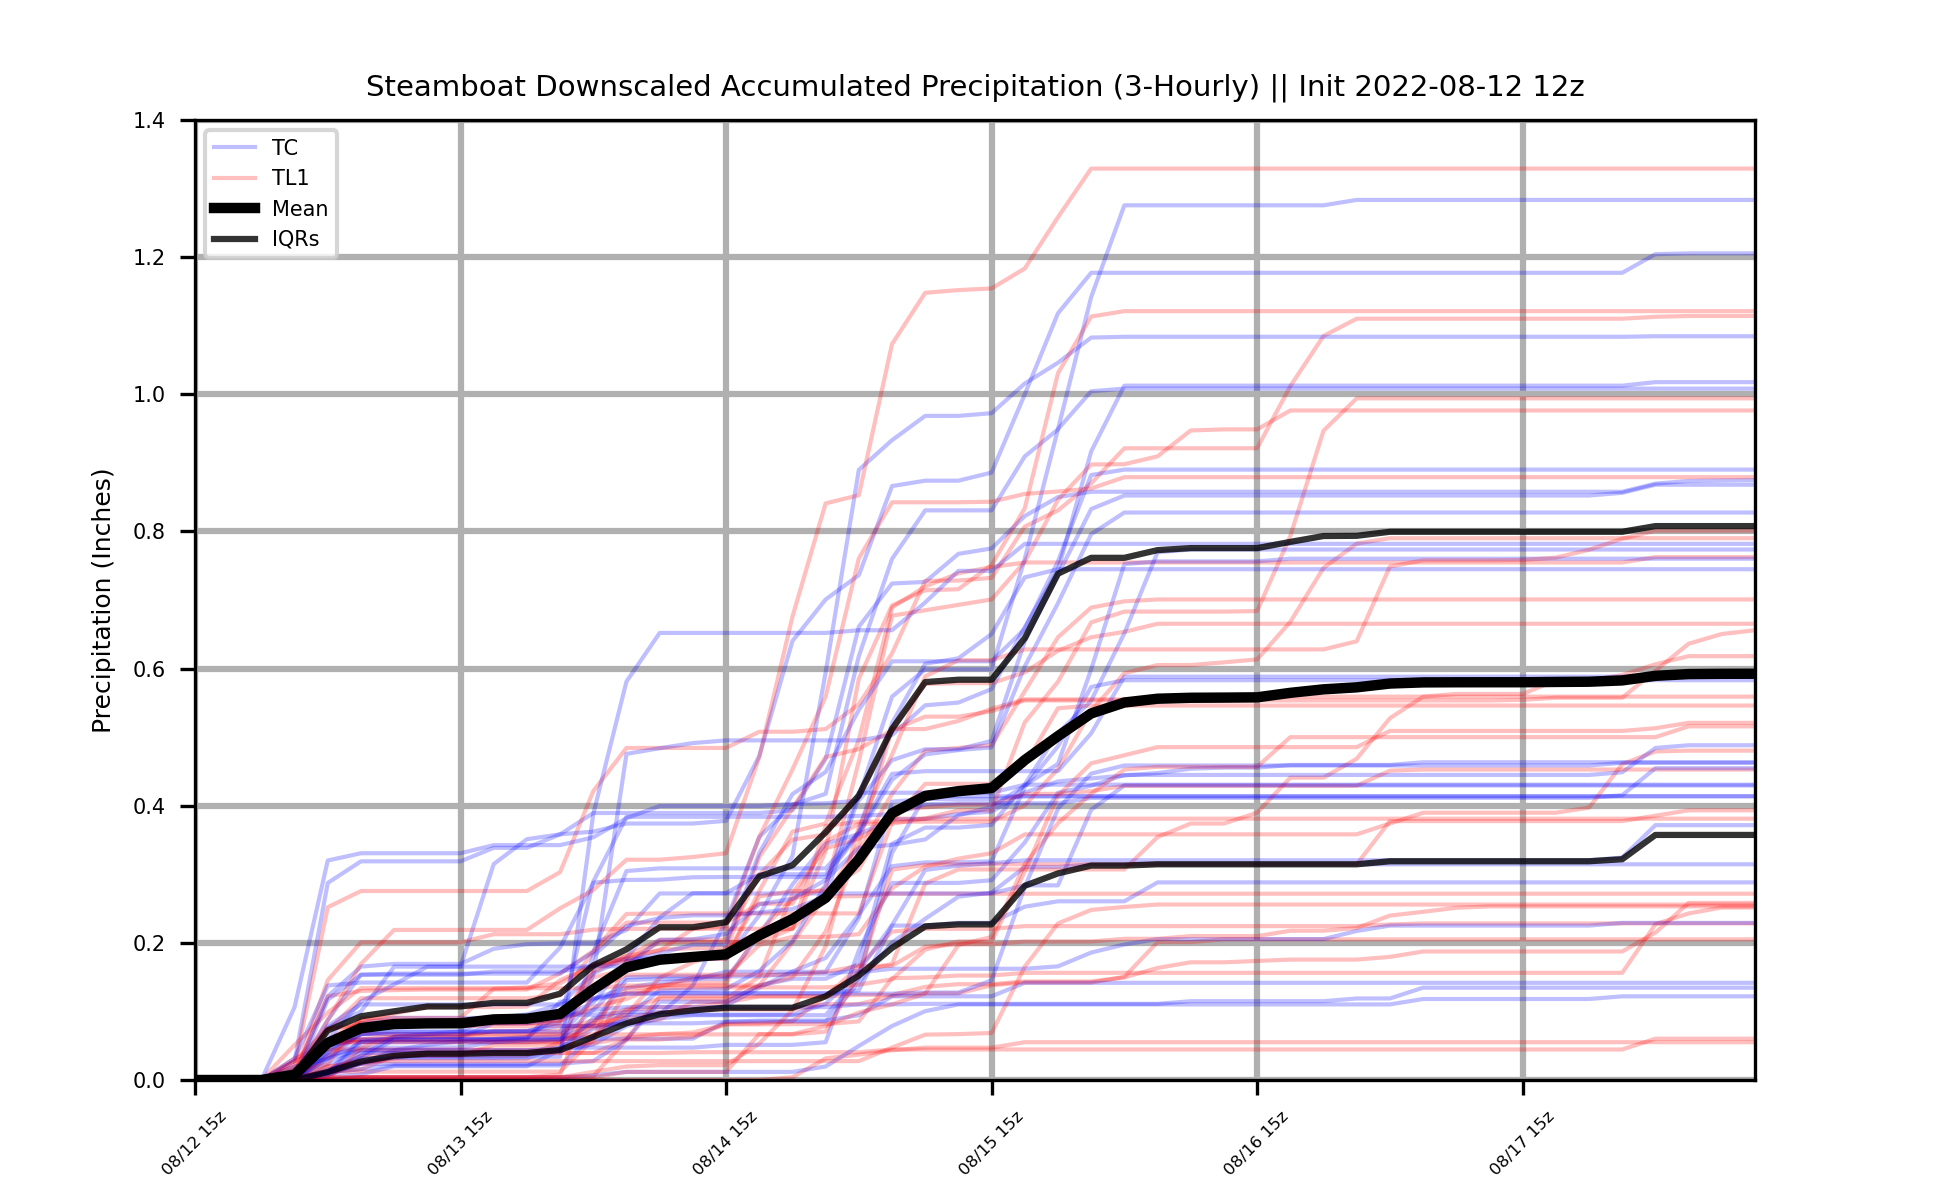 Steamboat Downscaled Accumulated Precipitation (3-Hourly) || Init 2022-08-12 12z
TC
TL1
Mean
IQRs
Precipitation (Inches)
1.4
1.2
1.0
0.8
0.6
0.4
0.2
0.0
08/12 15z
08/13 15z
08/14 15z
08/15 15z
08/16 15z
08/17 15z